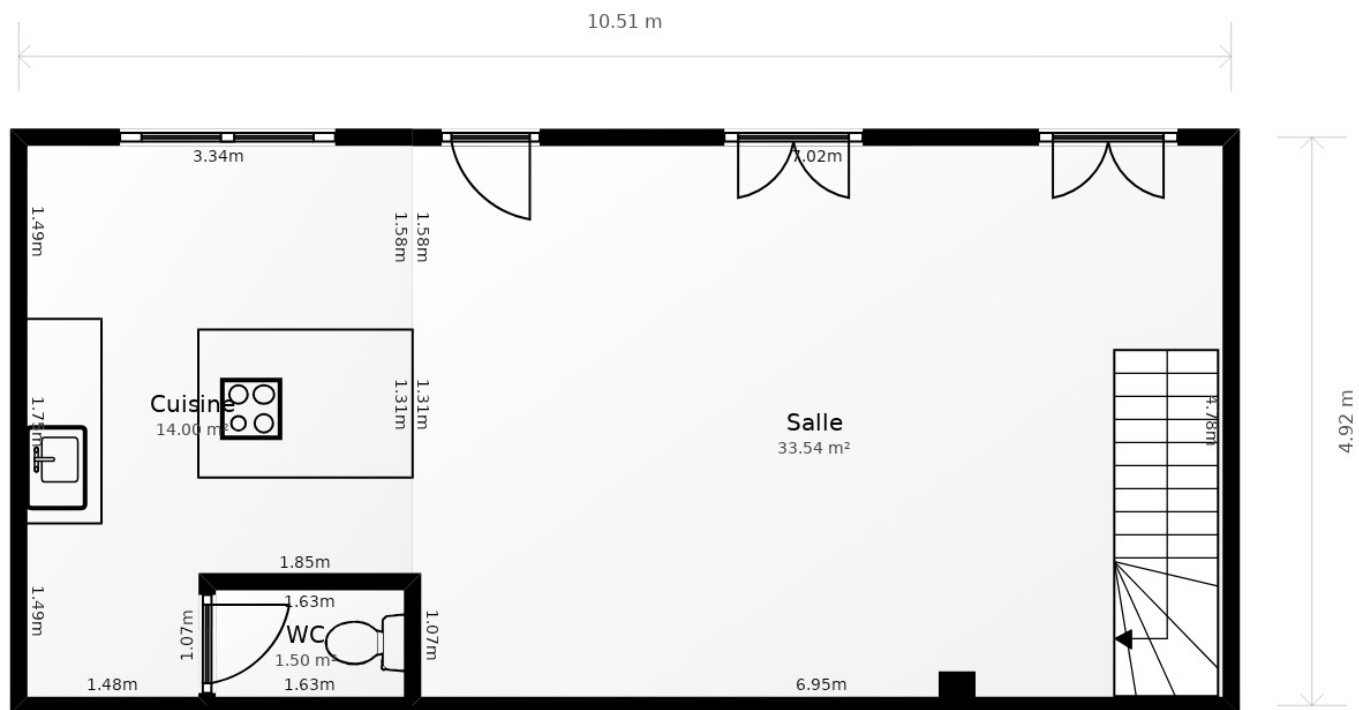 10.51 m
3.34m
7.02m
1.49m
1.58m
1.58m
4.92 m
Cuisine
14.00 m²
1.31m
1.31m
Salle
33.54 m²
4.78m
1.85m
1.49m
1.07m
1.63m
WC
1.50 m²
1.07m
1.48m
1.63m
6.95m